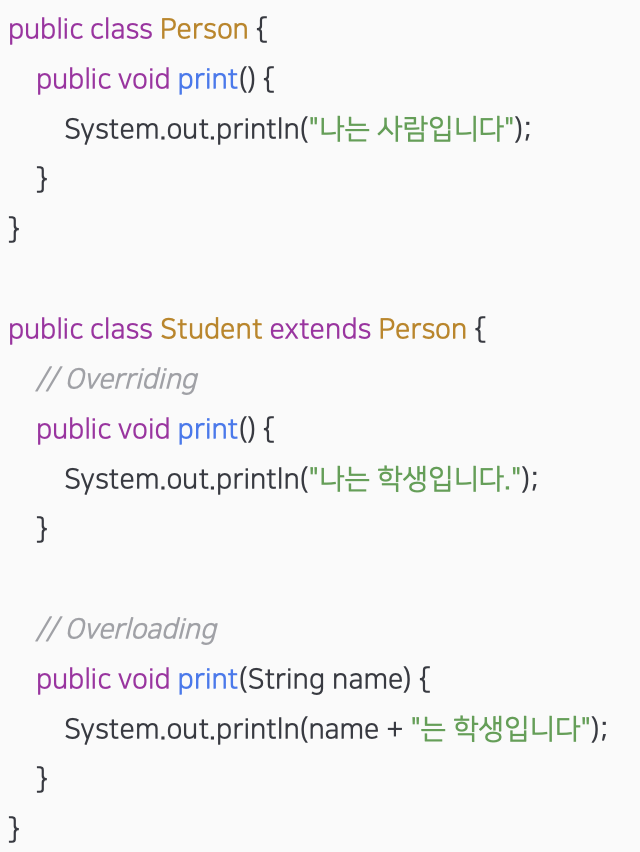 public class Person {
public void print() {
System.out.println("나는 사람입니다");
}
}
public class Student extends Person {
// Overriding
public void print() {
System.out.println("나는 학생입니다.");
}
// Overloading
public void print(String name) {
System.out.println(name + "는 학생입니다");
}
}